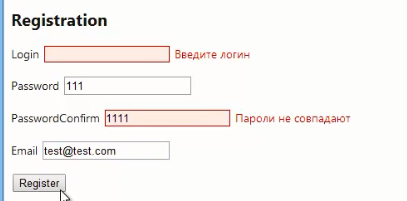 Registration
Login Введите логин
Password 111
PasswordConfirm 1111 Пароли не совпадают
Email test@test.com
Register